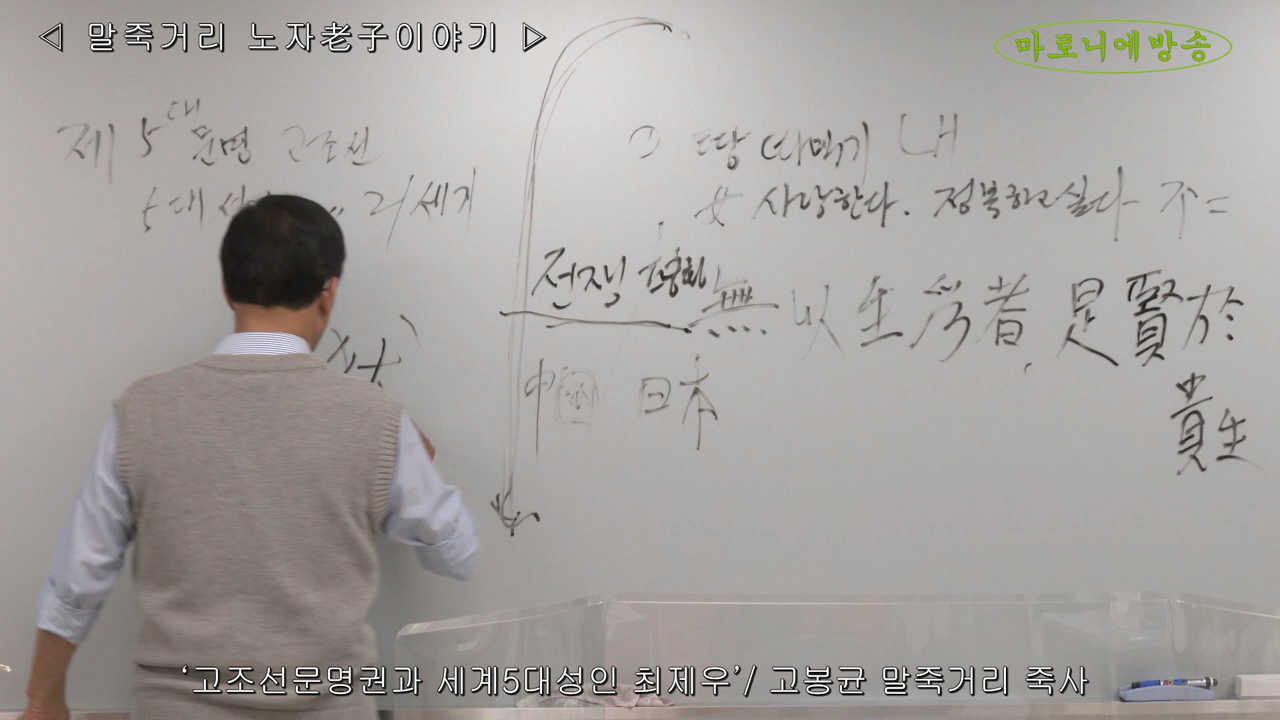 ◁ 말죽거리 노자老子이야기 ▷
마로니에방송
제5대문명 고조선
5대 21세기
① 땅 따먹기 내
女 사랑한다. 정복하고싶다
전쟁 평화
無以生爲者, 是賢於
貴生
中国 日本
‘고조선문명권과 세계5대성인 최제우’/ 고봉균 말죽거리 죽사